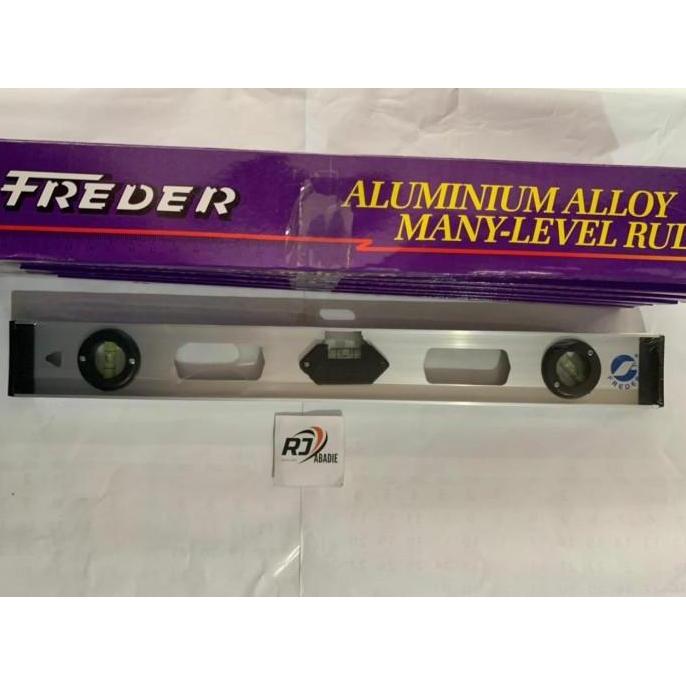 FREDER
ALUMINIUM ALLOY
MANY-LEVEL RUL
FREDER
RJ
ABADIE